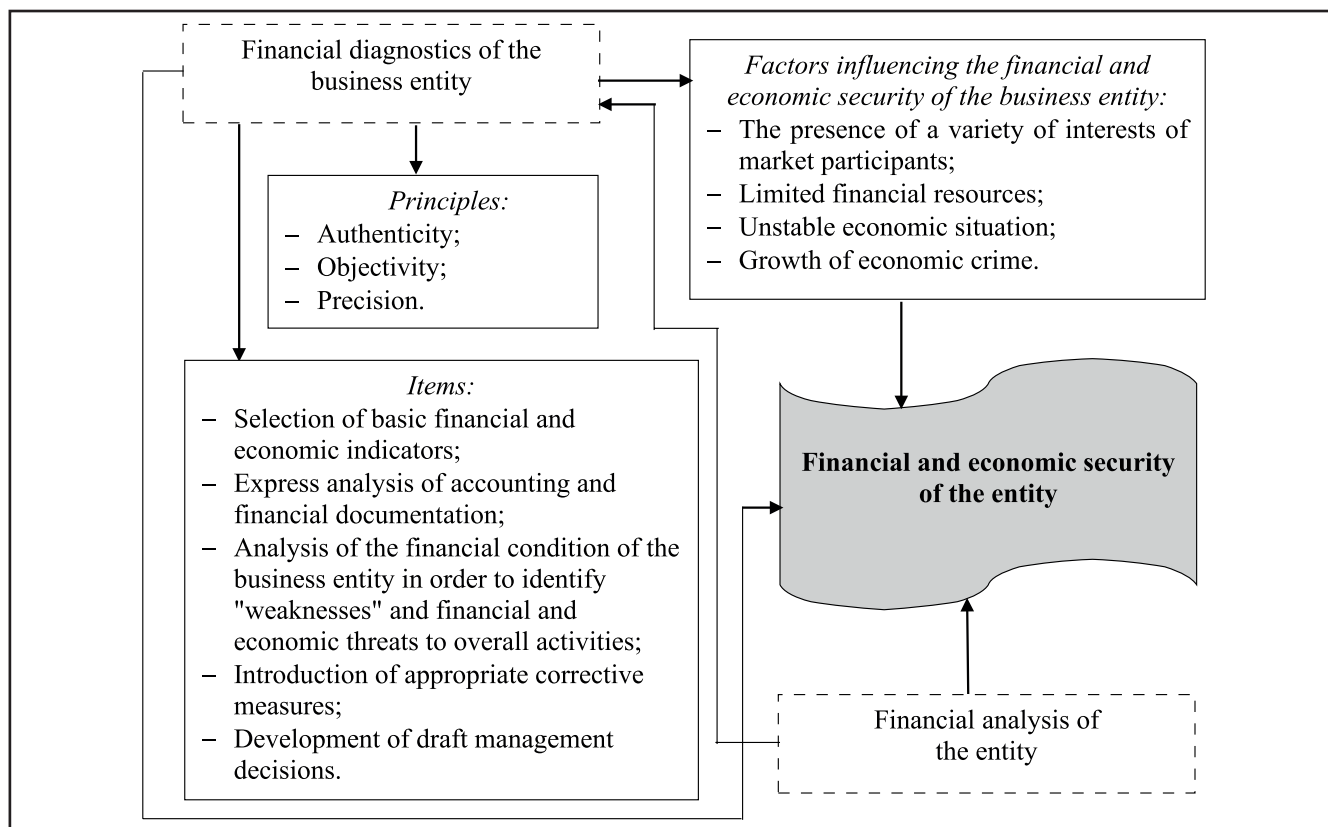 Financial diagnostics of the
business entity
Factors influencing the financial and
economic security of the business entity:
– The presence of a variety of interests of
market participants;
– Limited financial resources;
– Unstable economic situation;
– Growth of economic crime.
Principles:
– Authenticity;
– Objectivity;
– Precision.
Items:
– Selection of basic financial and
economic indicators;
– Express analysis of accounting and
financial documentation;
– Analysis of the financial condition of the
business entity in order to identify
"weaknesses" and financial and
economic threats to overall activities;
– Introduction of appropriate corrective
measures;
– Development of draft management
decisions.
Financial and economic security
of the entity
Financial analysis of
the entity